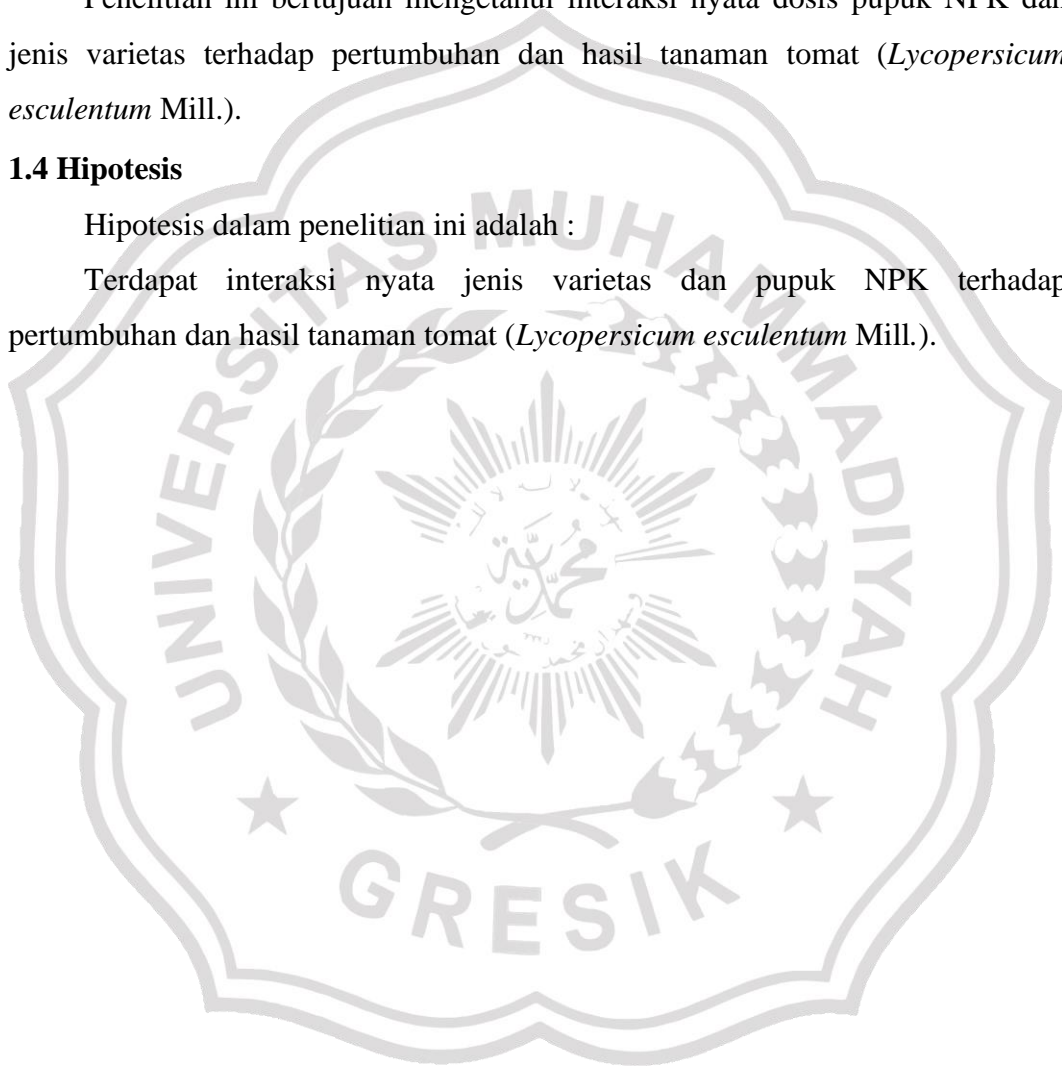 Penelitian ini bertujuan mengetahui interaksi nyata dosis pupuk NPK dan
jenis varietas terhadap pertumbuhan dan hasil tanaman tomat (Lycopersicum
esculentum Mill.).
1.4 Hipotesis
Hipotesis dalam penelitian ini adalah :
Terdapat interaksi nyata jenis varietas dan pupuk NPK terhadap
pertumbuhan dan hasil tanaman tomat (Lycopersicum esculentum Mill.).
UNIVERSITAS MUHAMMADIYAH
GRESIK